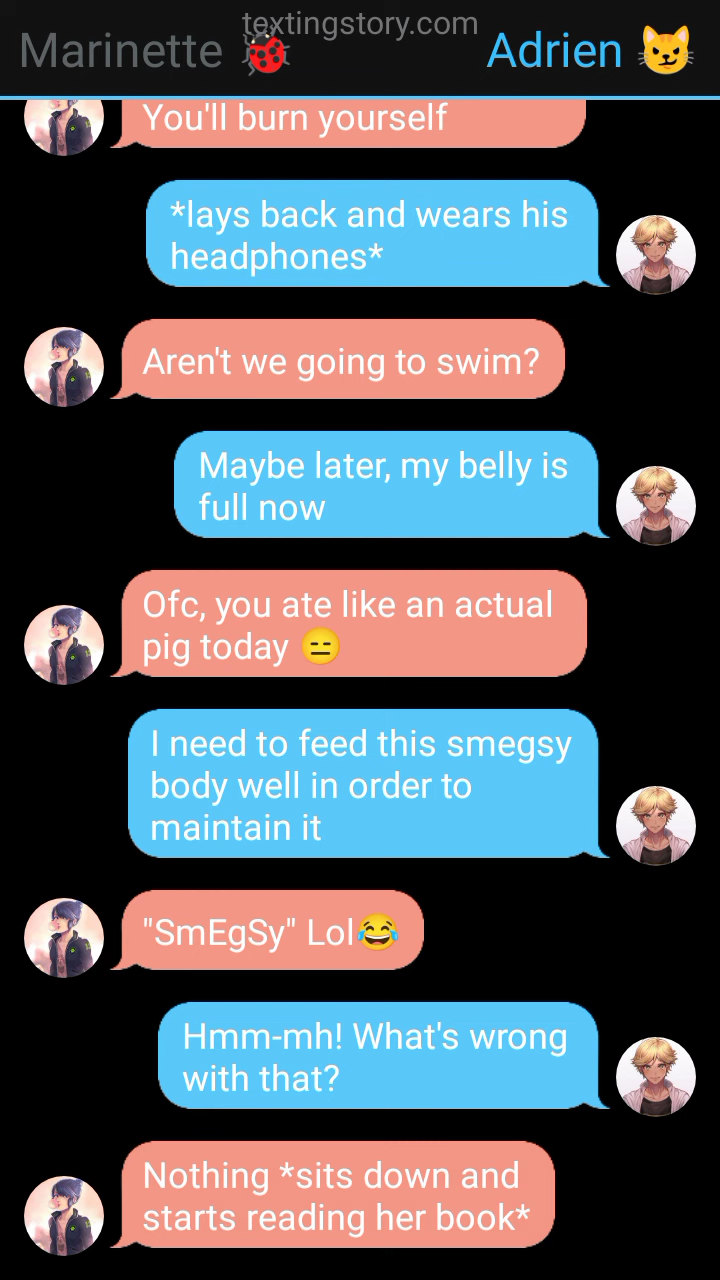 textingstory.com
Marinette 🐞 Adrien 😼
You'll burn yourself
*lays back and wears his
headphones*
Aren't we going to swim?
Maybe later, my belly is
full now
Ofc, you ate like an actual
pig today 😑
I need to feed this smegsy
body well in order to
maintain it
"SmEgSy" Lol😂
Hmm-mh! What's wrong
with that?
Nothing *sits down and
starts reading her book*